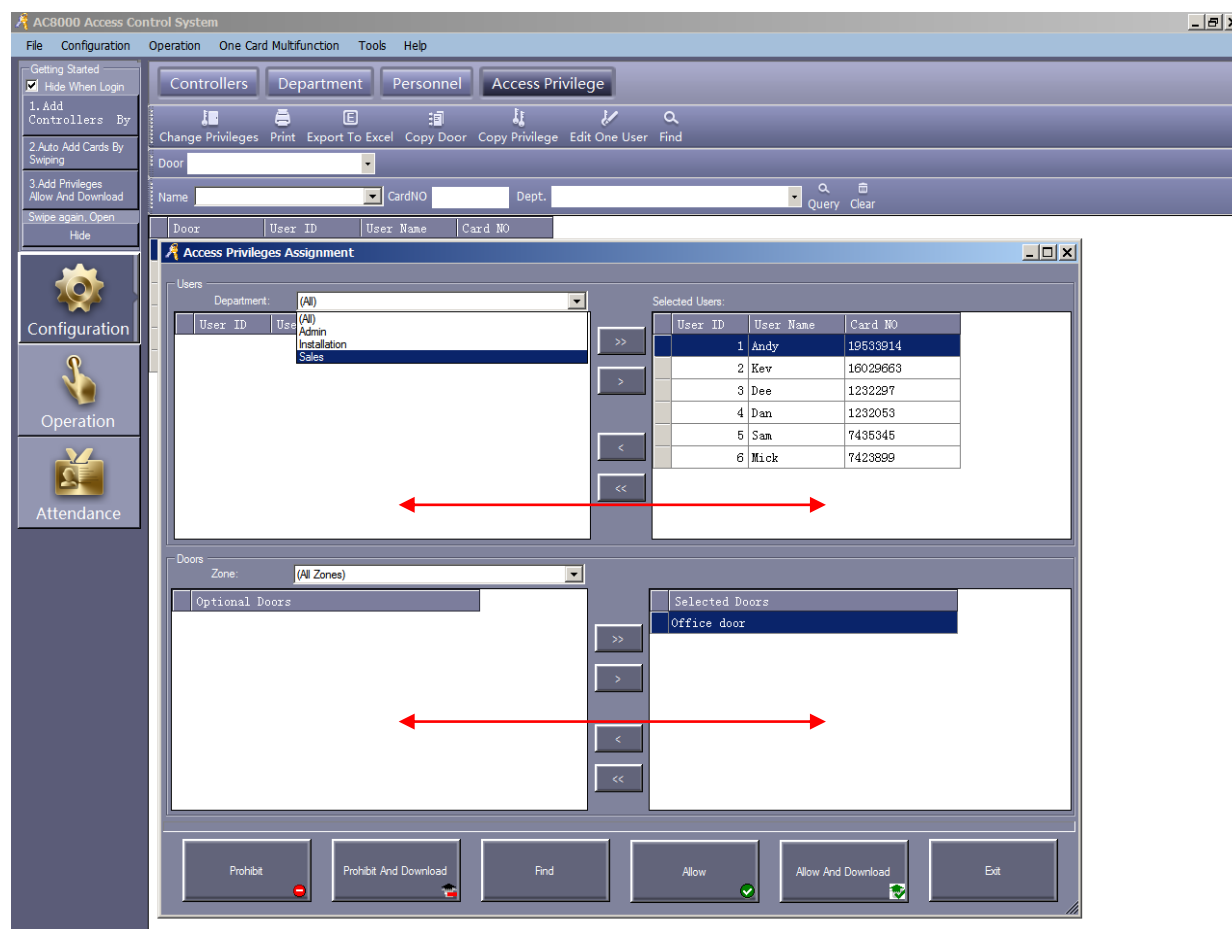 AC8000 Access Control System
File Configuration Operation One Card Multifunction Tools Help
Getting Started
Hide When Login
1.Add
Controllers By
2.Auto Add Cards By
Swiping
3.Add Privileges
Allow And Download
Swipe again, Open
Hide
Configuration
Operation
Attendance
Controllers Department Personnel Access Privilege
Change Privileges Print Export To Excel Copy Door Copy Privilege Edit One User Find
Door
Name CardNO Dept. Query Clear
Door User ID User Name Card NO
Access Privileges Assignment
Users
Department: (All)
(All)
Admin
Installation
Sales
User ID
>>
>
<
<<
Selected Users:
User ID User Name Card NO
1 Andy 19533914
2 Kev 16029663
3 Dee 1232297
4 Dan 1232053
5 Sam 7435345
6 Mick 7423899
Doors
Zone: (All Zones)
Optional Doors
>>
>
<
<<
Selected Doors
Office door
Prohibit Prohibit And Download Find Allow Allow And Download Exit